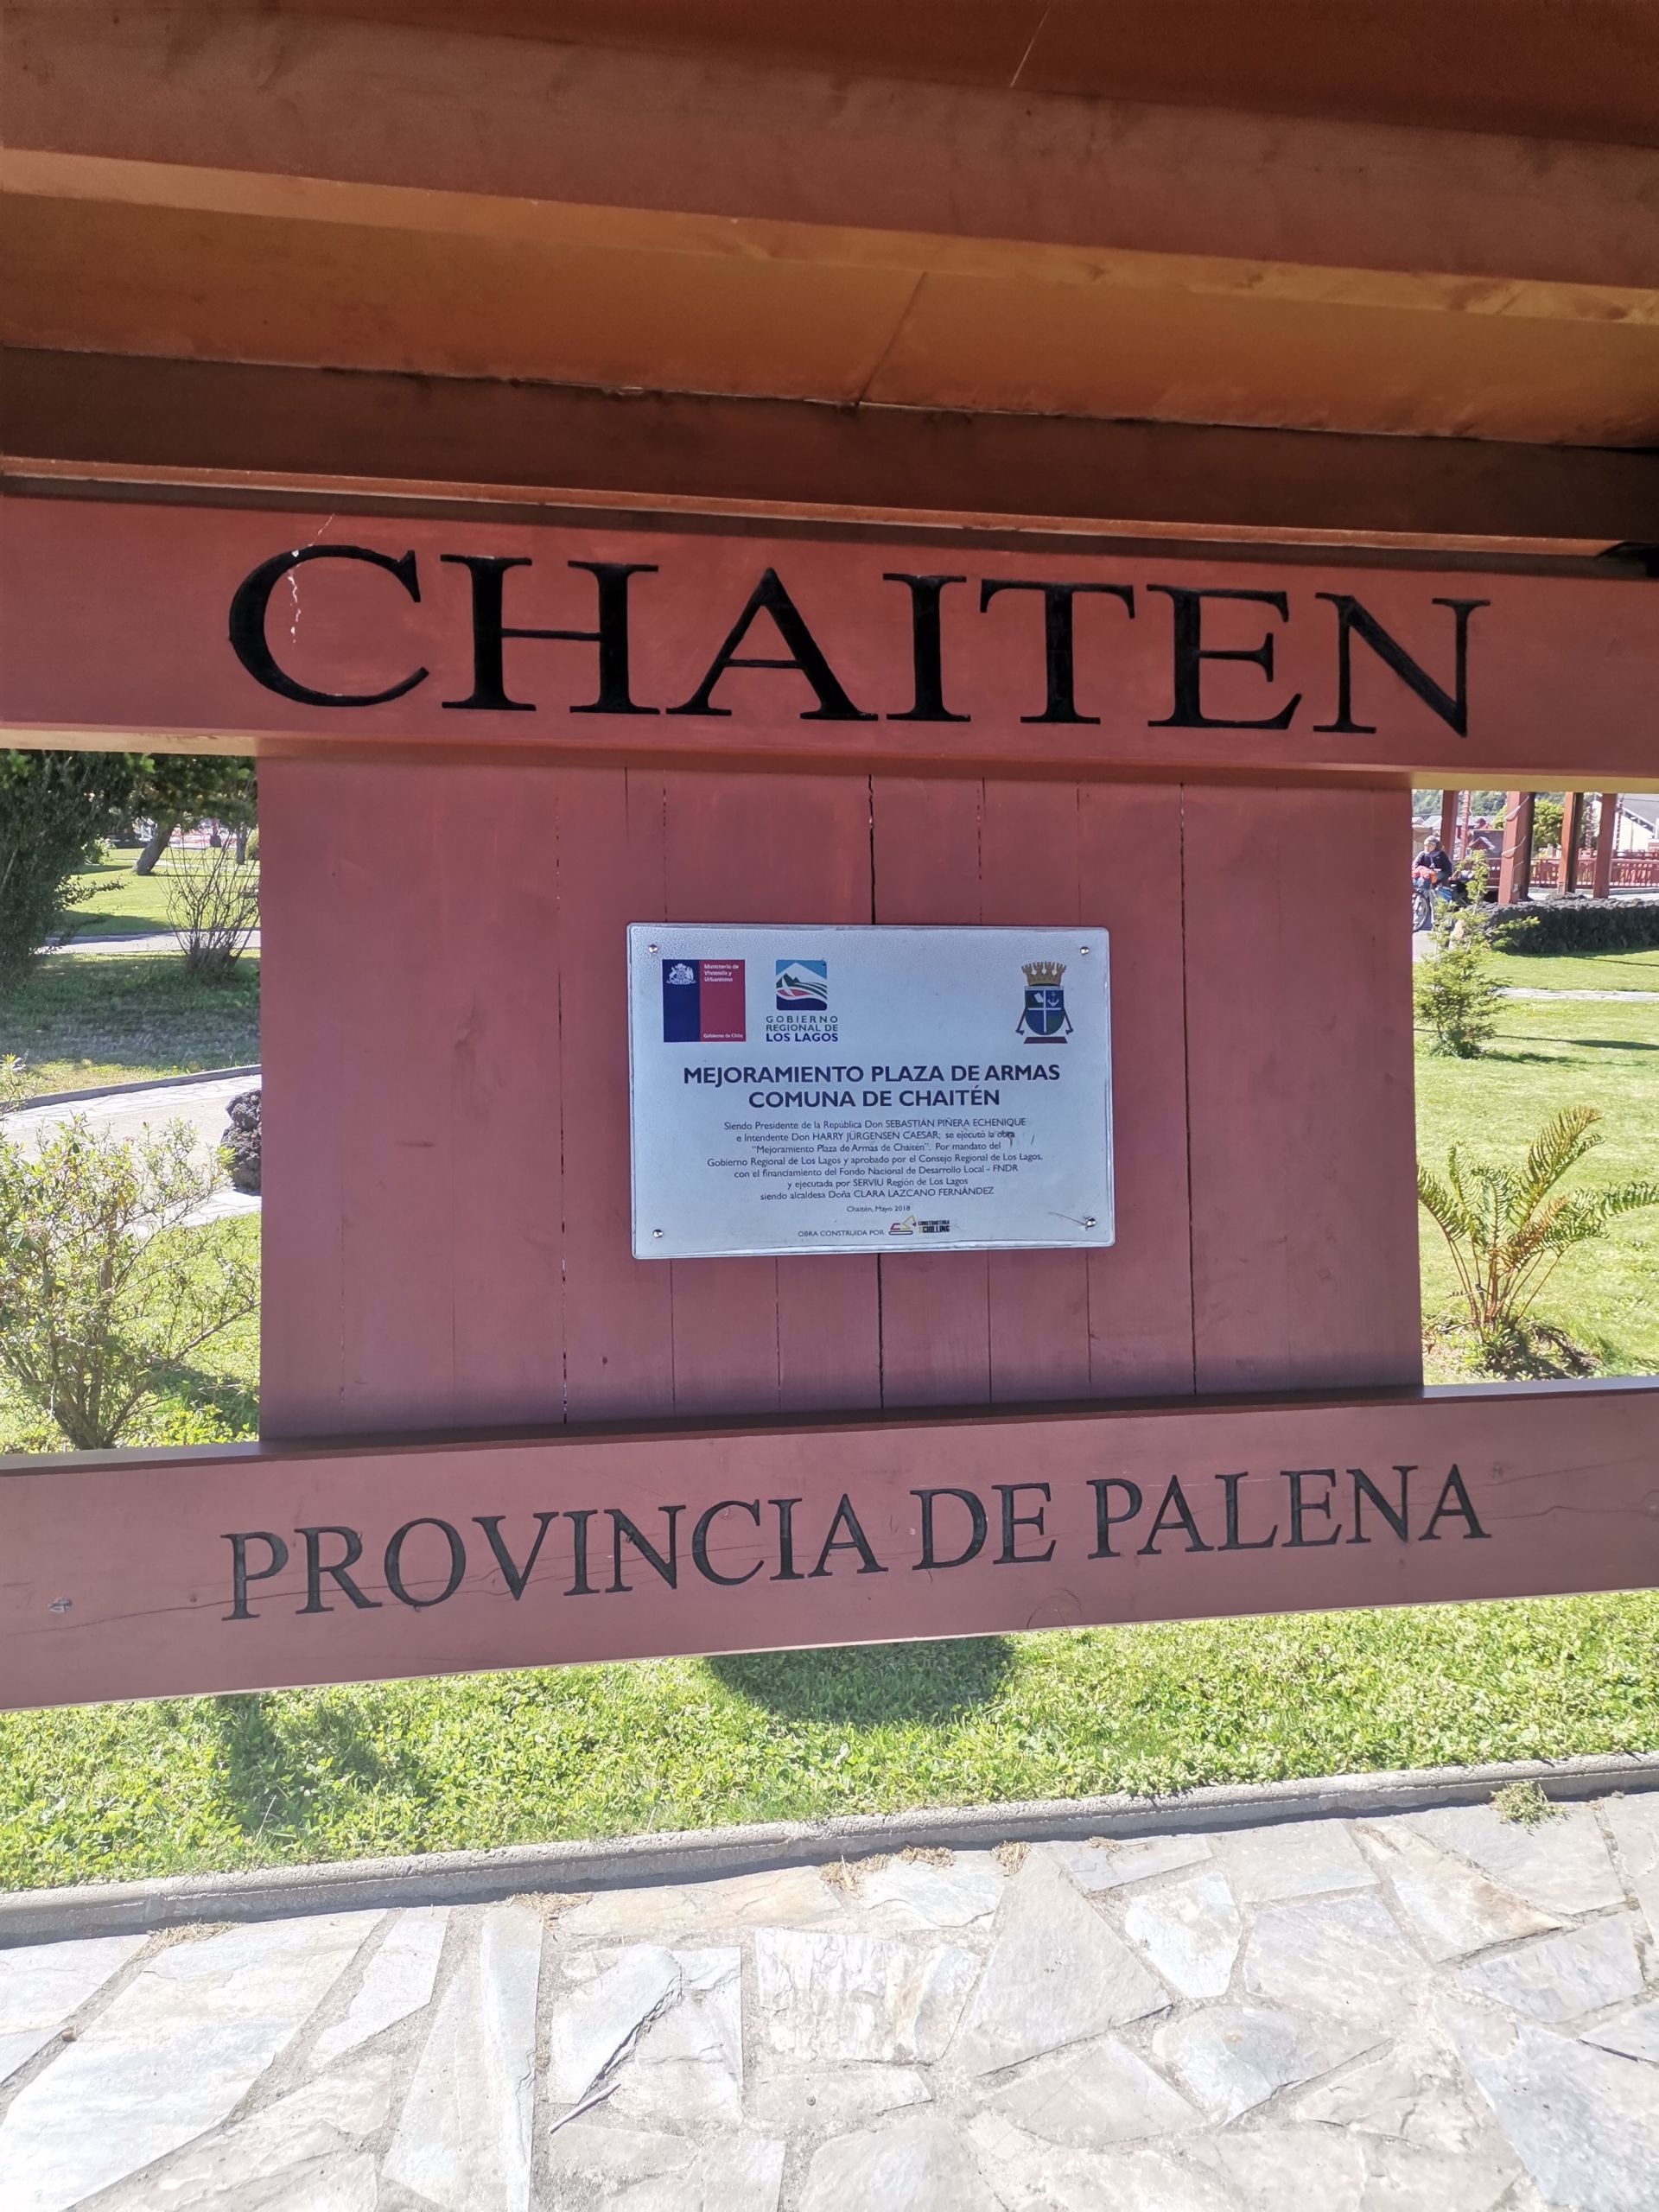 CHAITEN
Ministerio de
Vivienda y
Urbanismo
Gobierno de Chile
GOBIERNO
REGIONAL DE
LOS LAGOS
MEJORAMIENTO PLAZA DE ARMAS
COMUNA DE CHAITÉN
Siendo Presidente de la República Don SEBASTIÁN PIÑERA ECHENIQUE
e Intendente Don HARRY JÜRGENSEN CAESAR, se ejecutó la obra
"Mejoramiento Plaza de Armas de Chaitén". Por mandato del
Gobierno Regional de Los Lagos y aprobado por el Consejo Regional de Los Lagos,
con el financiamiento del Fondo Nacional de Desarrollo Local - FNDR
y ejecutada por SERVIU Región de Los Lagos
siendo alcaldesa Doña CLARA LAZCANO FERNÁNDEZ
Chaitén, Mayo 2018
OBRA CONSTRUIDA POR:
CONSTRUCTORA
SCHILLING
PROVINCIA DE PALENA